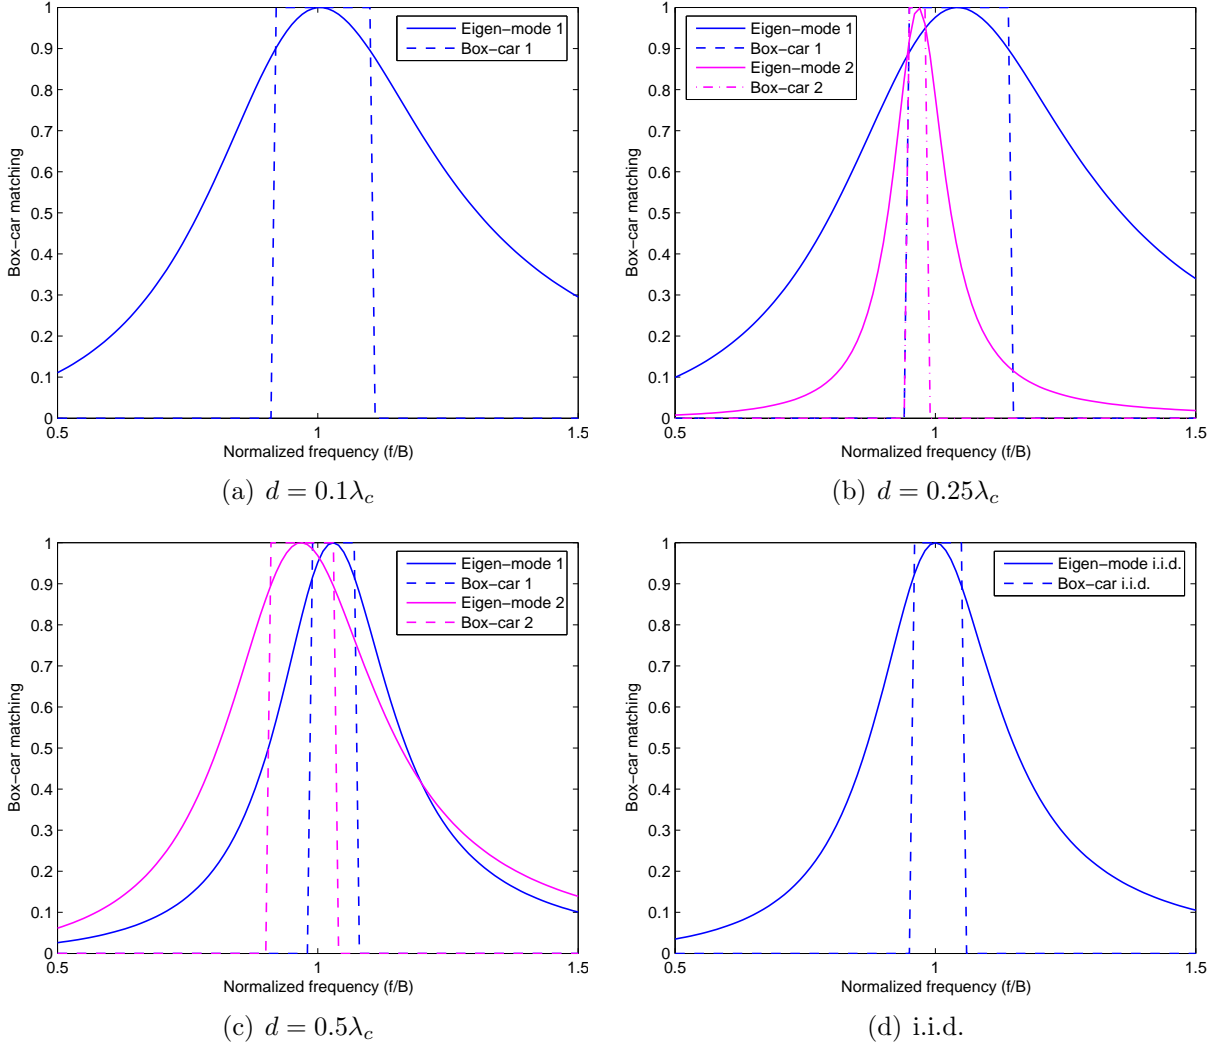 1
0.9
0.8
0.7
0.6
0.5
0.4
0.3
0.2
0.1
0
0.5
1
1.5
Box−car matching
Normalized frequency (f/B)
Eigen−mode 1
Box−car 1
(a) d = 0.1λc
1
0.9
0.8
0.7
0.6
0.5
0.4
0.3
0.2
0.1
0
0.5
1
1.5
Box−car matching
Normalized frequency (f/B)
Eigen−mode 1
Box−car 1
Eigen−mode 2
Box−car 2
(b) d = 0.25λc
1
0.9
0.8
0.7
0.6
0.5
0.4
0.3
0.2
0.1
0
0.5
1
1.5
Box−car matching
Normalized frequency (f/B)
Eigen−mode 1
Box−car 1
Eigen−mode 2
Box−car 2
(c) d = 0.5λc
1
0.9
0.8
0.7
0.6
0.5
0.4
0.3
0.2
0.1
0
0.5
1
1.5
Box−car matching
Normalized frequency (f/B)
Eigen−mode i.i.d.
Box−car i.i.d.
(d) i.i.d.